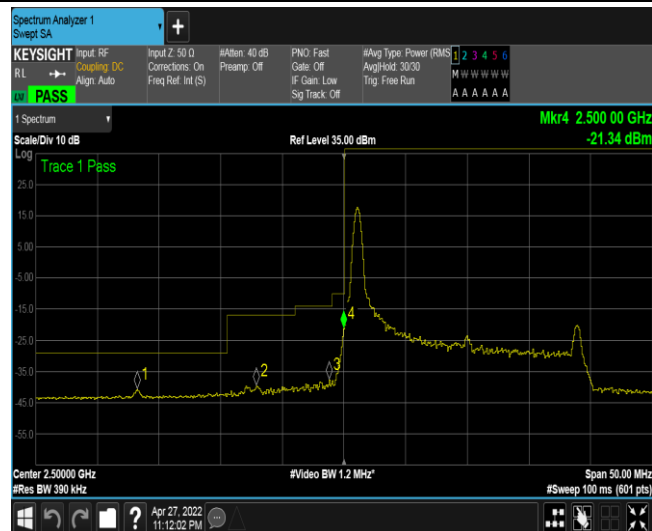 Spectrum Analyzer 1
Swept SA
+
KEYSIGHT
RL
LXI
PASS
Input: RF
Coupling: DC
Align: Auto
Input Z: 50 Ω
Corrections: On
Freq Ref: Int (S)
#Atten: 40 dB
Preamp: Off
PNO: Fast
Gate: Off
IF Gain: Low
Sig Track: Off
#Avg Type: Power (RMS
Avg|Hold: 30/30
Trig: Free Run
1 2 3 4 5 6
M W W W W W
A A A A A A
1 Spectrum
Mkr4 2.500 00 GHz
Scale/Div 10 dB
Ref Level 35.00 dBm
-21.34 dBm
Log
Trace 1 Pass
25.0
15.0
5.00
-5.00
-15.0
4
-25.0
-35.0
1
2
3
-45.0
-55.0
Center 2.50000 GHz
#Video BW 1.2 MHz*
Span 50.00 MHz
#Res BW 390 kHz
#Sweep 100 ms (601 pts)
?
Apr 27, 2022
11:12:02 PM